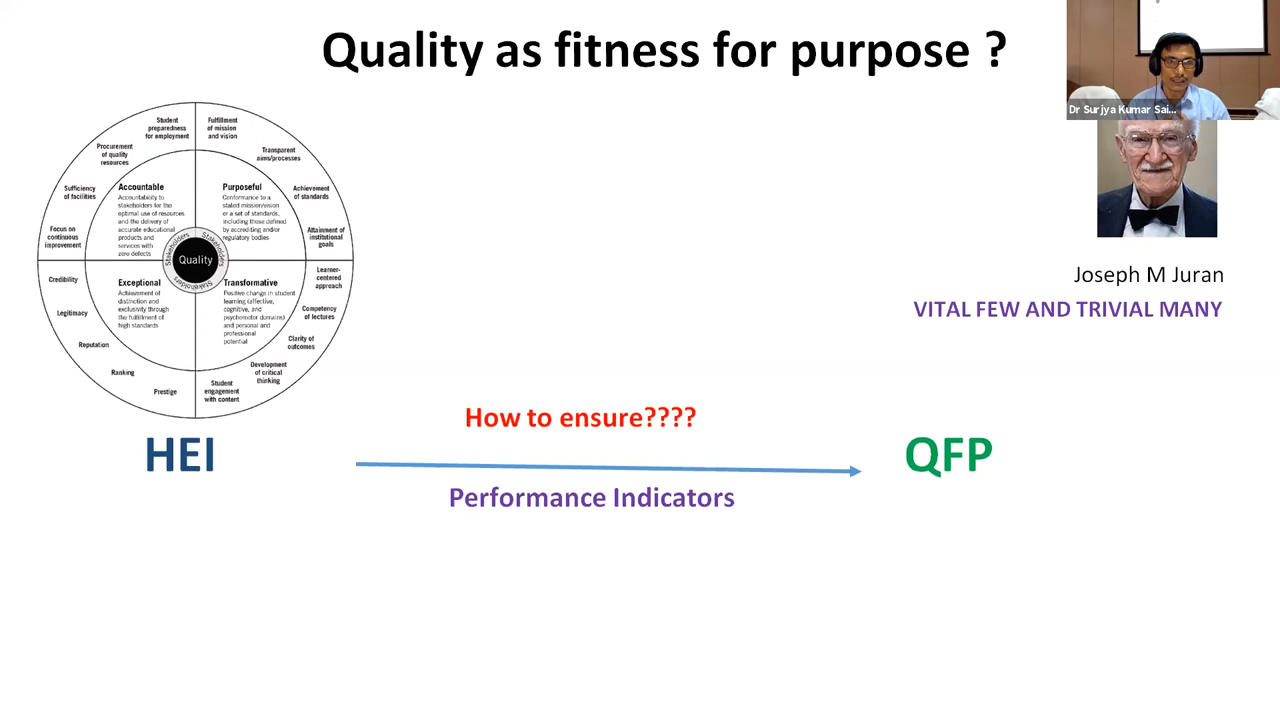 Quality as fitness for purpose ?
Dr Surjya Kumar Sai...
Student
preparedness
for employment
Procurement
of quality
resources
Sufficiency
of facilities
Focus on
continuous
improvement
Fulfillment
of mission
and vision
Transparent
aims/processes
Achievement
of standards
Attainment of
institutional
goals
Accountable
Accountability to
stakeholders for the
optimal use of resources
and the delivery of
accurate educational
products and
services with
zero defects
Purposeful
Conformance to a
stated mission/vision
or a set of standards,
including those defined
by accrediting and/or
regulatory bodies
Stakeholders
Stakeholders
Stakeholders
Quality
Exceptional
Achievement of
distinction and
exclusivity through
the fulfillment of
high standards
Transformative
Positive change in student
learning (affective,
cognitive, and
psychomotor domains)
and personal and
professional
potential
Credibility
Legitimacy
Reputation
Ranking
Prestige
Learner-
centered
approach
Competency
of lectures
Clarity of
outcomes
Development
of critical
thinking
Student
engagement
with content
Joseph M Juran
VITAL FEW AND TRIVIAL MANY
How to ensure????
HEI
QFP
Performance Indicators